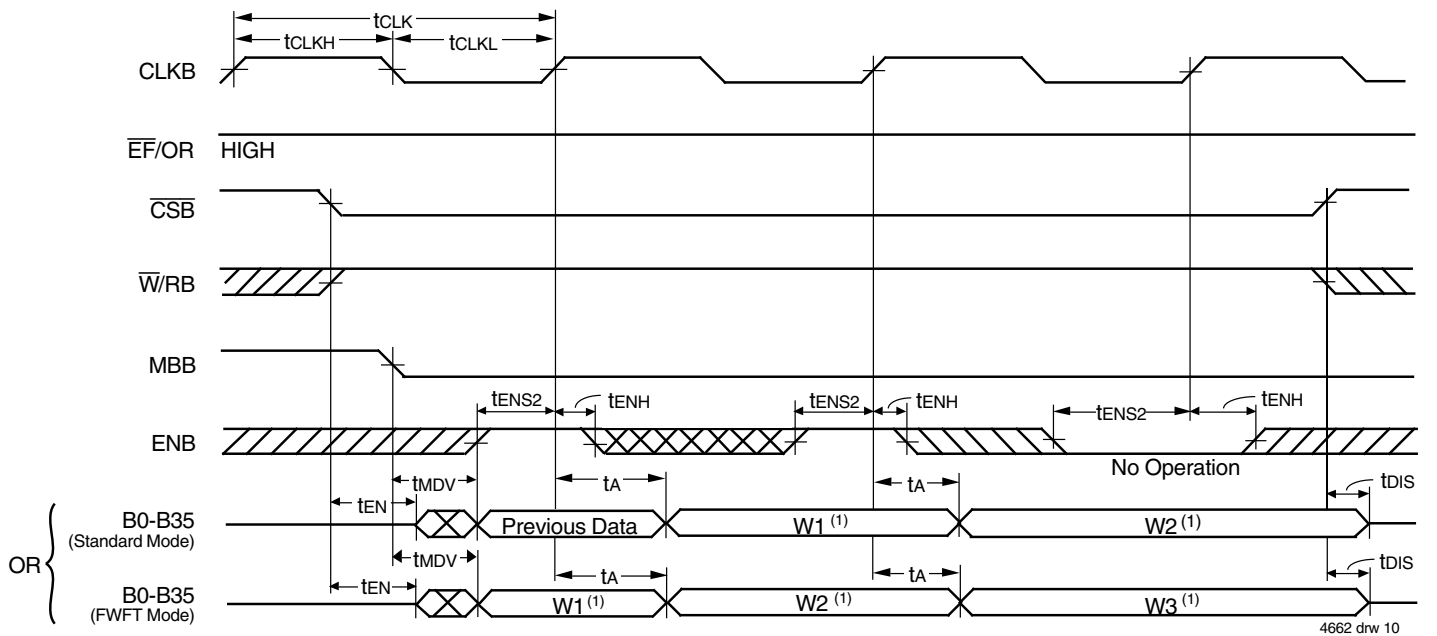 tCLK
tCLKH tCLKL
CLKB
EF/OR HIGH
CSB
W/RB
MBB
tENS2 tENH tENS2 tENH tENS2 tENH
ENB
No Operation
tMDV tA tA tDIS
tEN
B0-B35 Previous Data W1 (1) W2 (1)
(Standard Mode)
OR
tMDV tDIS
tEN tA tA
B0-B35 W1 (1) W2 (1) W3 (1)
(FWFT Mode)
4662 drw 10